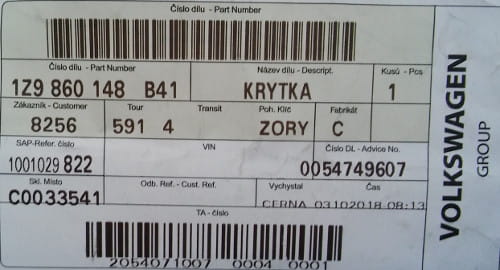 Číslo dílu - Part Number
Číslo dílu - Part Number Název dílu - Descript. Kusů - Pcs
1Z9 860 148 B41 KRYTKA 1
Zákazník - Customer Tour Transit Poh. Klíč Fabrikát
8256 591 4 ZORY C
SAP-Refer. číslo VIN Číslo DL - Advice No.
1001029 822 0054749607
Skl. Místo Odb. Ref. - Cust. Ref. Vychystal Čas
C0033541 CERNA 03102018 08:13
TA - číslo
2054071007 0004 0001
VOLKSWAGEN
GROUP